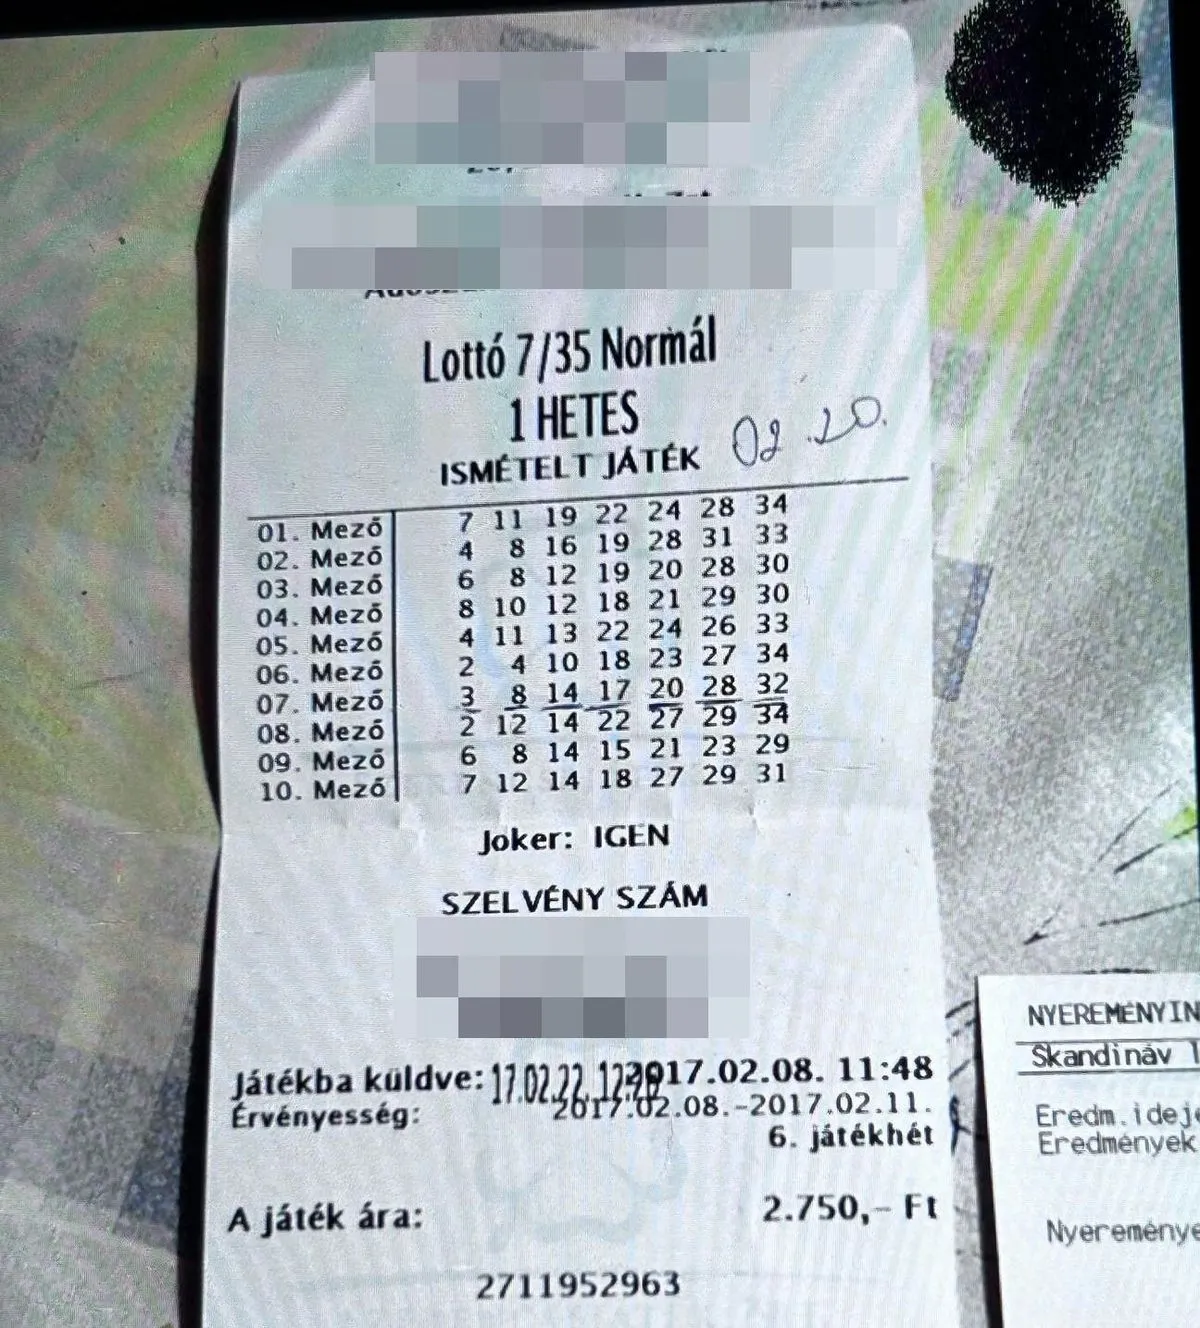 Lottó 7/35 Normál
1 HETES
02.20.
ISMÉTELT JÁTÉK
01. Mező 7 11 19 22 24 28 34
02. Mező 4 8 16 19 28 31 33
03. Mező 6 8 12 19 20 28 30
04. Mező 8 10 12 18 21 29 30
05. Mező 4 11 13 22 24 26 33
06. Mező 2 4 10 18 23 27 34
07. Mező 3 8 14 17 20 28 32
08. Mező 2 12 14 22 27 29 34
09. Mező 6 8 14 15 21 23 29
10. Mező 7 12 14 18 27 29 31
Joker: IGEN
SZELVÉNY SZÁM
Játékba küldve: 17.02.22. 2017.02.08. 11:48
Érvényesség: 2017.02.08.-2017.02.11.
6. játékhét
A játék ára: 2.750,- Ft
2711952963
NYEREMÉNYIN
Skandináv
Eredm.idej
Eredmények
Nyereménye